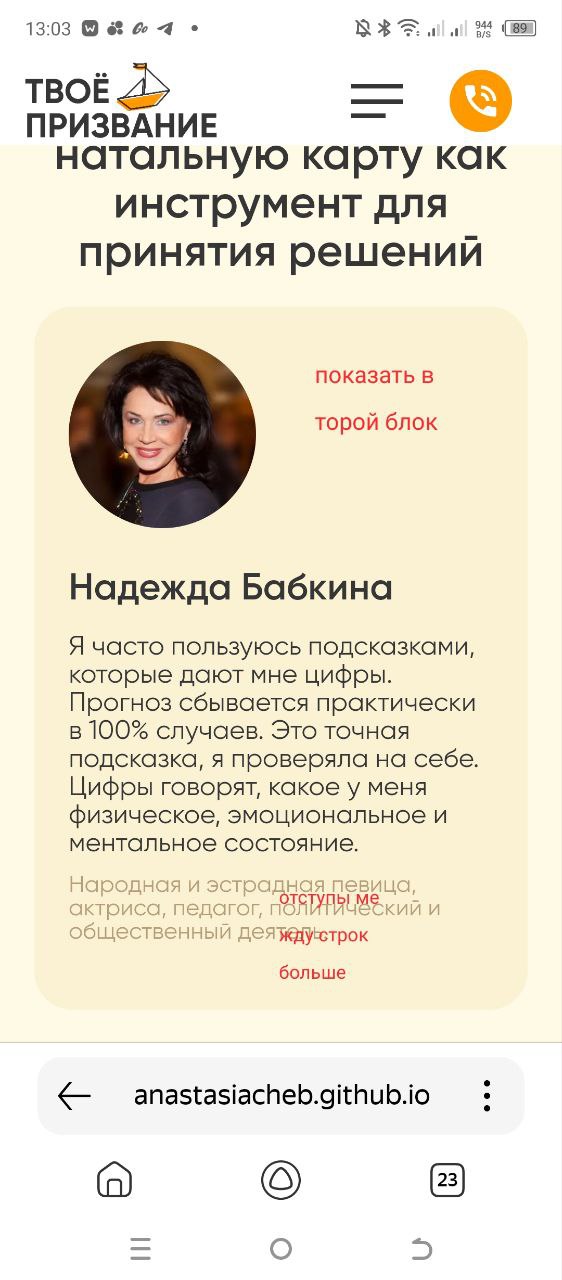 13:03
944
B/S
89
ТВОЁ
ПРИЗВАНИЕ
натальную карту как
инструмент для
принятия решений
показать в
торой блок
Надежда Бабкина
Я часто пользуюсь подсказками,
которые дают мне цифры.
Прогноз сбывается практически
в 100% случаев. Это точная
подсказка, я проверяла на себе.
Цифры говорят, какое у меня
физическое, эмоциональное и
ментальное состояние.
Народная и эстрадная певица,
отступы ме
актриса, педагог, политический и
общественный деятель.
жду строк
больше
anastasiacheb.github.io
23